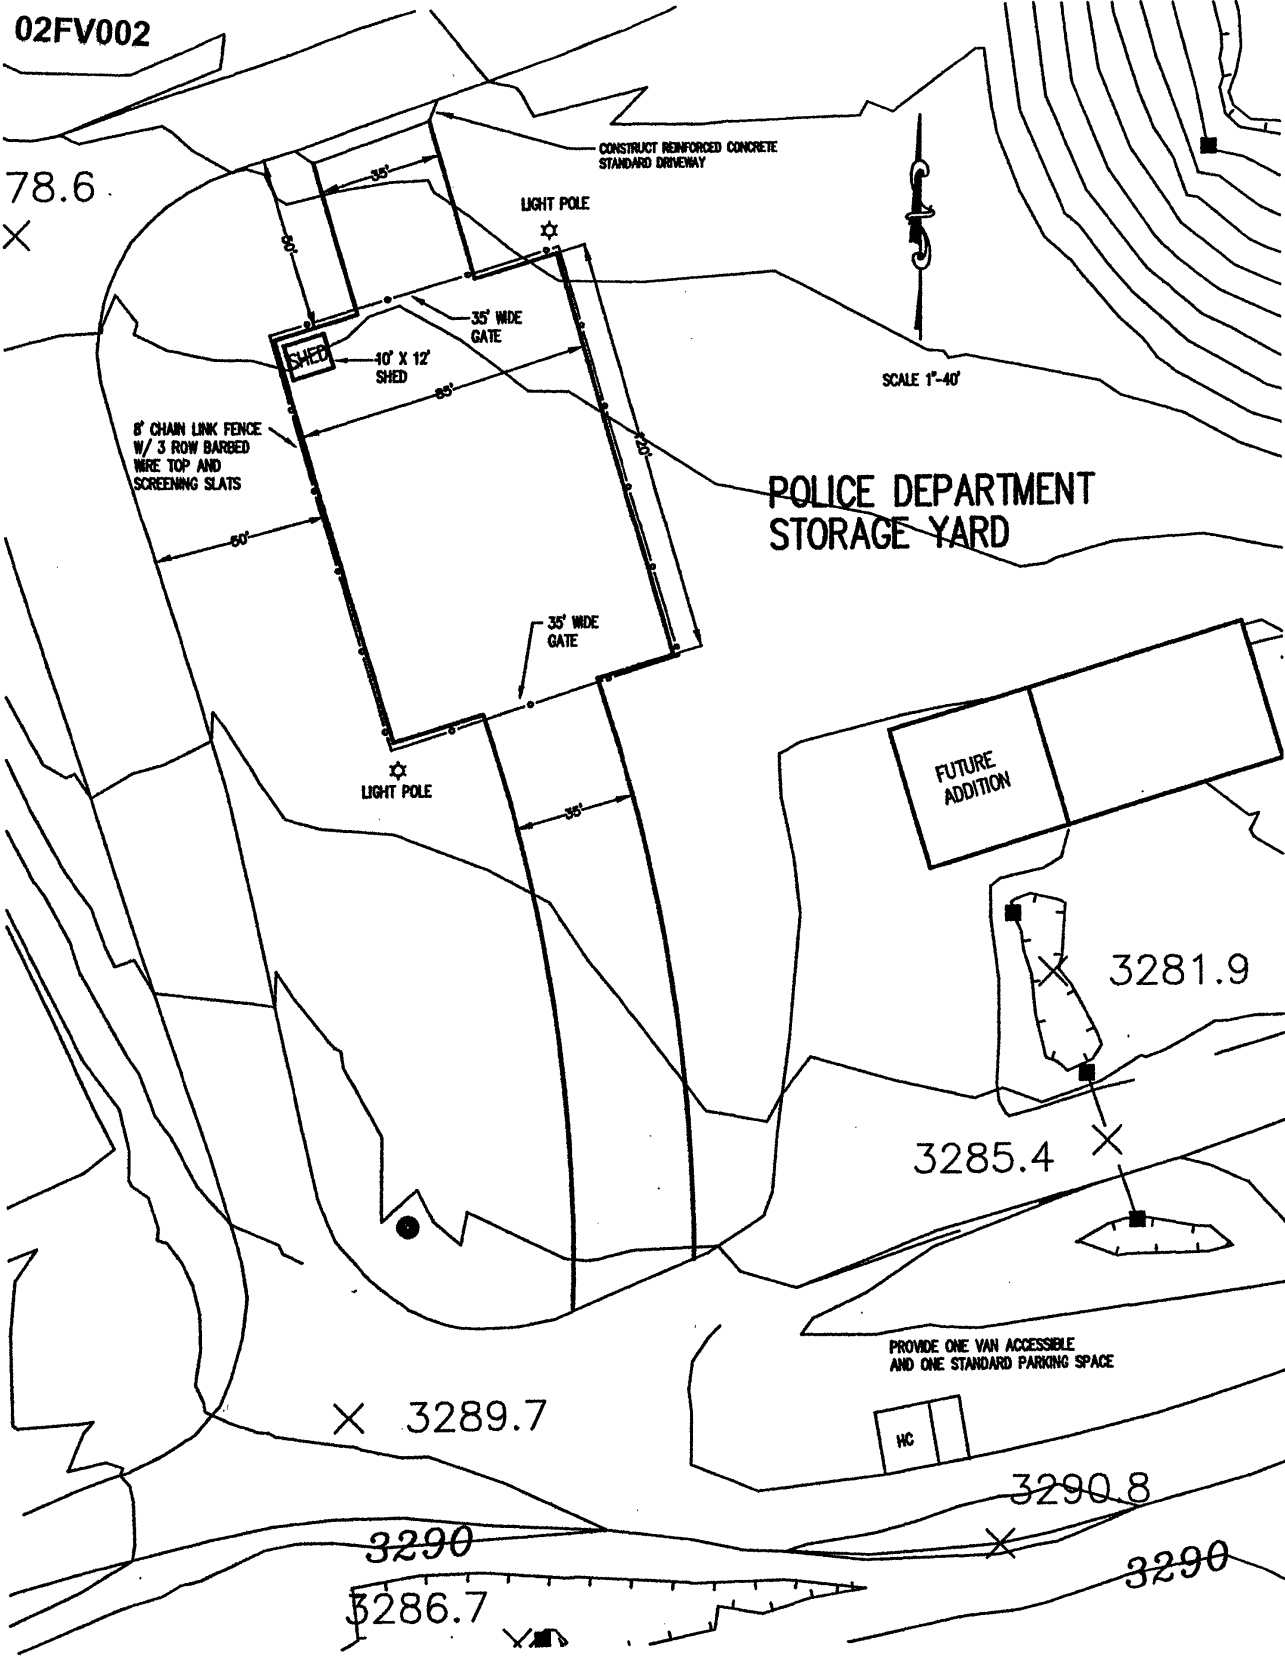 02FV002
CONSTRUCT REINFORCED CONCRETE
STANDARD DRIVEWAY
78.6
35'
LIGHT POLE
50'
35' WIDE
GATE
SHED
10' X 12'
SHED
SCALE 1"-40'
85'
8' CHAIN LINK FENCE
W/ 3 ROW BARBED
WIRE TOP AND
SCREENING SLATS
120'
POLICE DEPARTMENT
STORAGE YARD
50'
35' WIDE
GATE
FUTURE
ADDITION
LIGHT POLE
35'
3281.9
3285.4
PROVIDE ONE VAN ACCESSIBLE
AND ONE STANDARD PARKING SPACE
3289.7
HC
3290.8
3290
3290
3286.7